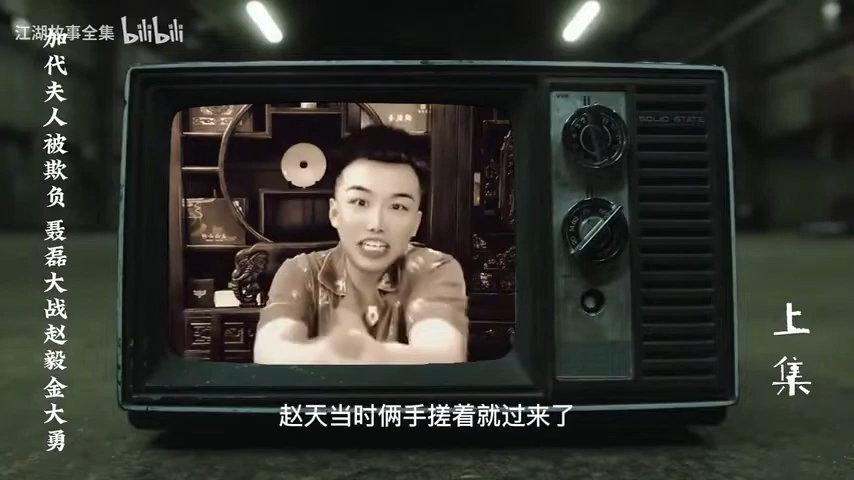 江湖故事全集 bilibili
加代夫人被欺负 聂磊大战赵毅金大勇
SOLID STATE
上集
赵天当时俩手搓着就过来了